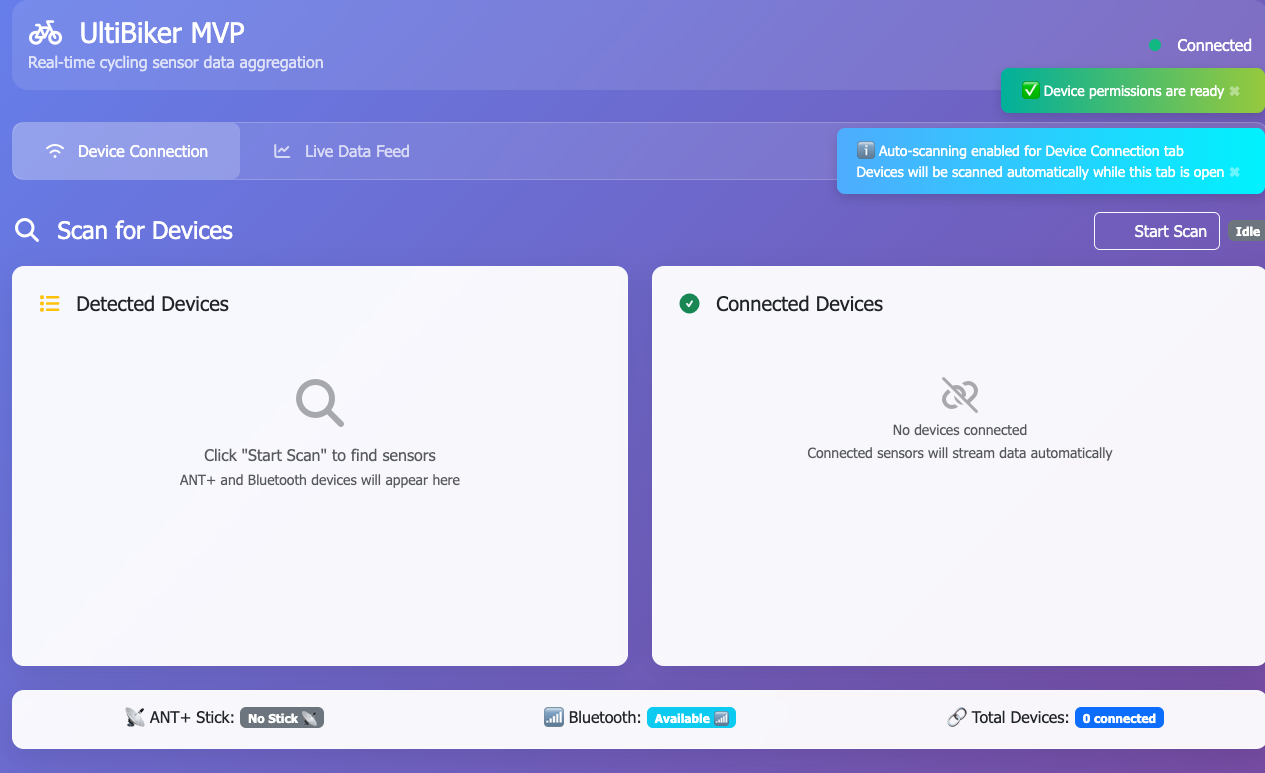 UltiBiker MVP
Real-time cycling sensor data aggregation
Connected
Device permissions are ready
Device Connection
Live Data Feed
Auto-scanning enabled for Device Connection tab
Devices will be scanned automatically while this tab is open
Scan for Devices
Start Scan
Idle
Detected Devices
Click "Start Scan" to find sensors
ANT+ and Bluetooth devices will appear here
Connected Devices
No devices connected
Connected sensors will stream data automatically
ANT+ Stick: No Stick
Bluetooth: Available
Total Devices: 0 connected